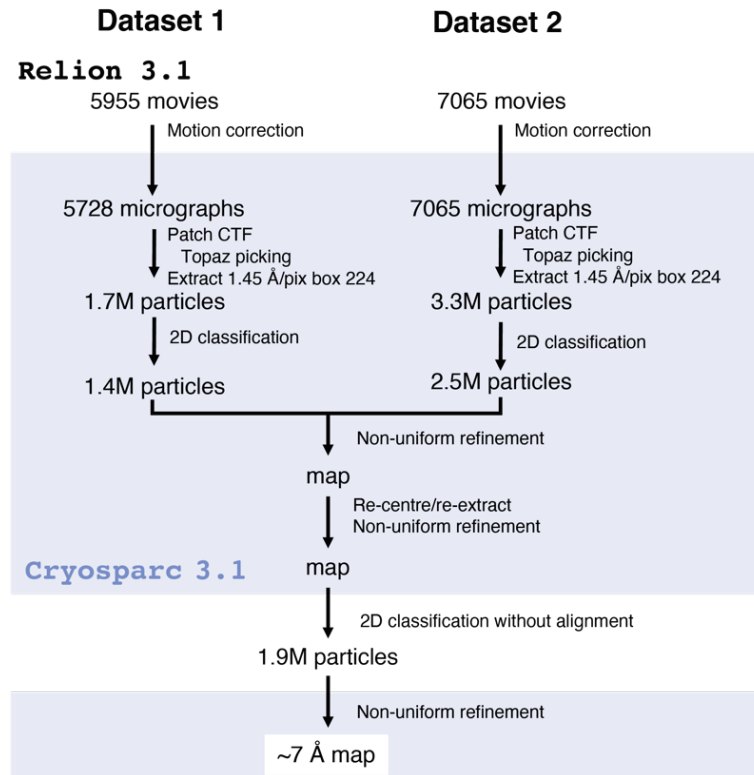 Dataset 1 Dataset 2
Relion 3.1
5955 movies 7065 movies
Motion correction Motion correction
5728 micrographs 7065 micrographs
Patch CTF Patch CTF
Topaz picking Topaz picking
Extract 1.45 Å/pix box 224 Extract 1.45 Å/pix box 224
1.7M particles 3.3M particles
2D classification 2D classification
1.4M particles 2.5M particles
Non-uniform refinement
map
Re-centre/re-extract
Non-uniform refinement
Cryosparc 3.1 map
2D classification without alignment
1.9M particles
Non-uniform refinement
~7 Å map